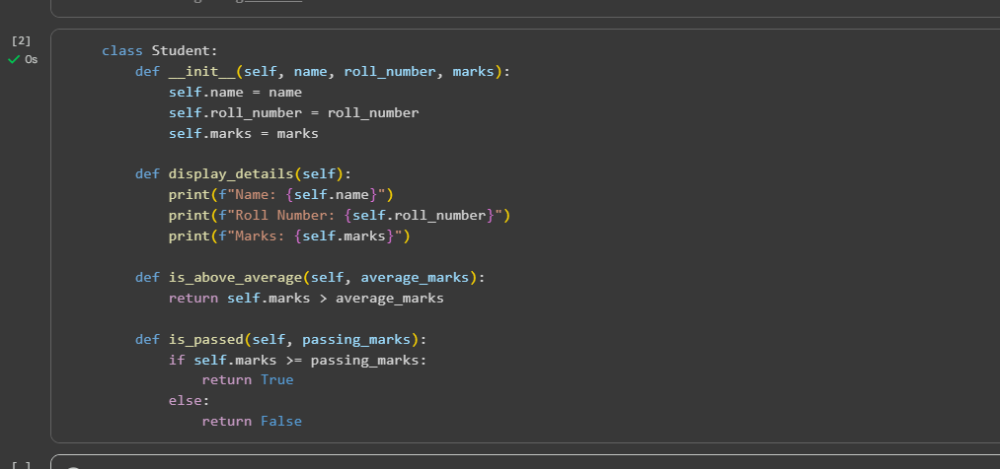 [2]
0s
class Student:
    def __init__(self, name, roll_number, marks):
        self.name = name
        self.roll_number = roll_number
        self.marks = marks

    def display_details(self):
        print(f"Name: {self.name}")
        print(f"Roll Number: {self.roll_number}")
        print(f"Marks: {self.marks}")

    def is_above_average(self, average_marks):
        return self.marks > average_marks

    def is_passed(self, passing_marks):
        if self.marks >= passing_marks:
            return True
        else:
            return False
[ ]